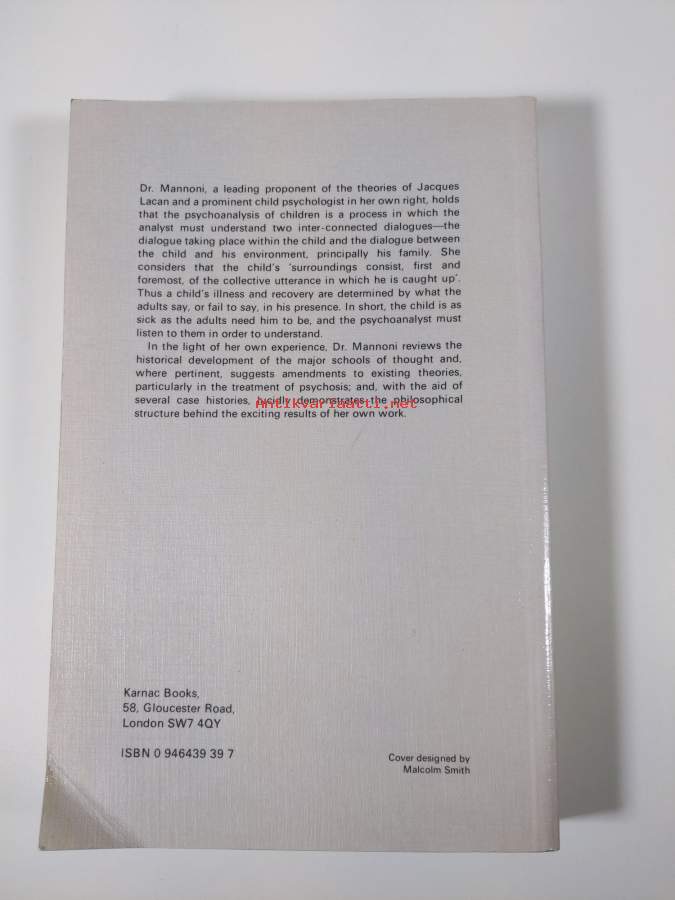 Dr. Mannoni, a leading proponent of the theories of Jacques
Lacan and a prominent child psychologist in her own right, holds
that the psychoanalysis of children is a process in which the
analyst must understand two inter-connected dialogues—the
dialogue taking place within the child and the dialogue between
the child and his environment, principally his family. She
considers that the child's 'surroundings consist, first and
foremost, of the collective utterance in which he is caught up'.
Thus a child's illness and recovery are determined by what the
adults say, or fail to say, in his presence. In short, the child is as
sick as the adults need him to be, and the psychoanalyst must
listen to them in order to understand.
In the light of her own experience, Dr. Mannoni reviews the
historical development of the major schools of thought and,
where pertinent, suggests amendments to existing theories,
particularly in the treatment of psychosis; and, with the aid of
several case histories, lucidly demonstrates the philosophical
Antikvariaatti.net
structure behind the exciting results of her own work.
Karnac Books,
58, Gloucester Road,
London SW7 4QY
ISBN 0 946439 39 7
Cover designed by
Malcolm Smith